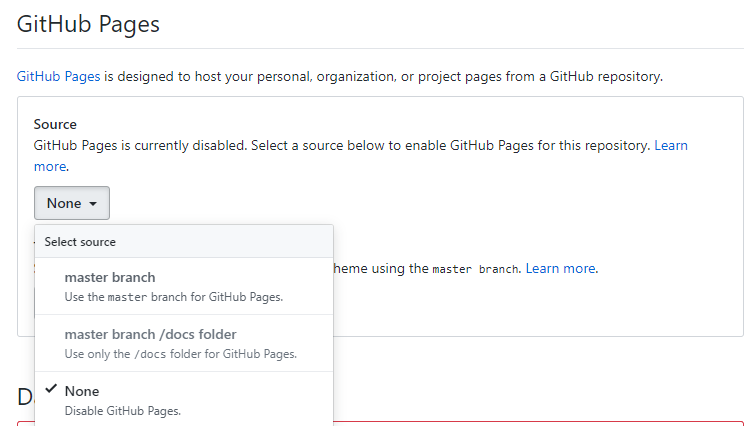 GitHub Pages
GitHub Pages is designed to host your personal, organization, or project pages from a GitHub repository.
Source
GitHub Pages is currently disabled. Select a source below to enable GitHub Pages for this repository. Learn
more.
None
Select source
heme using the master branch. Learn more.
master branch
Use the master branch for GitHub Pages.
master branch /docs folder
Use only the /docs folder for GitHub Pages.
None
Disable GitHub Pages.